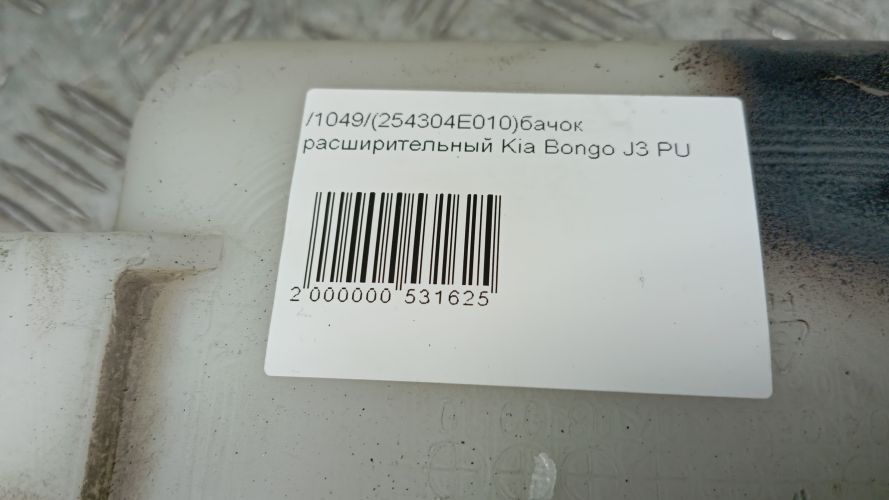 /1049/(254304E010)бачок
расширительный Kia Bongo J3 PU
2 000000 531625